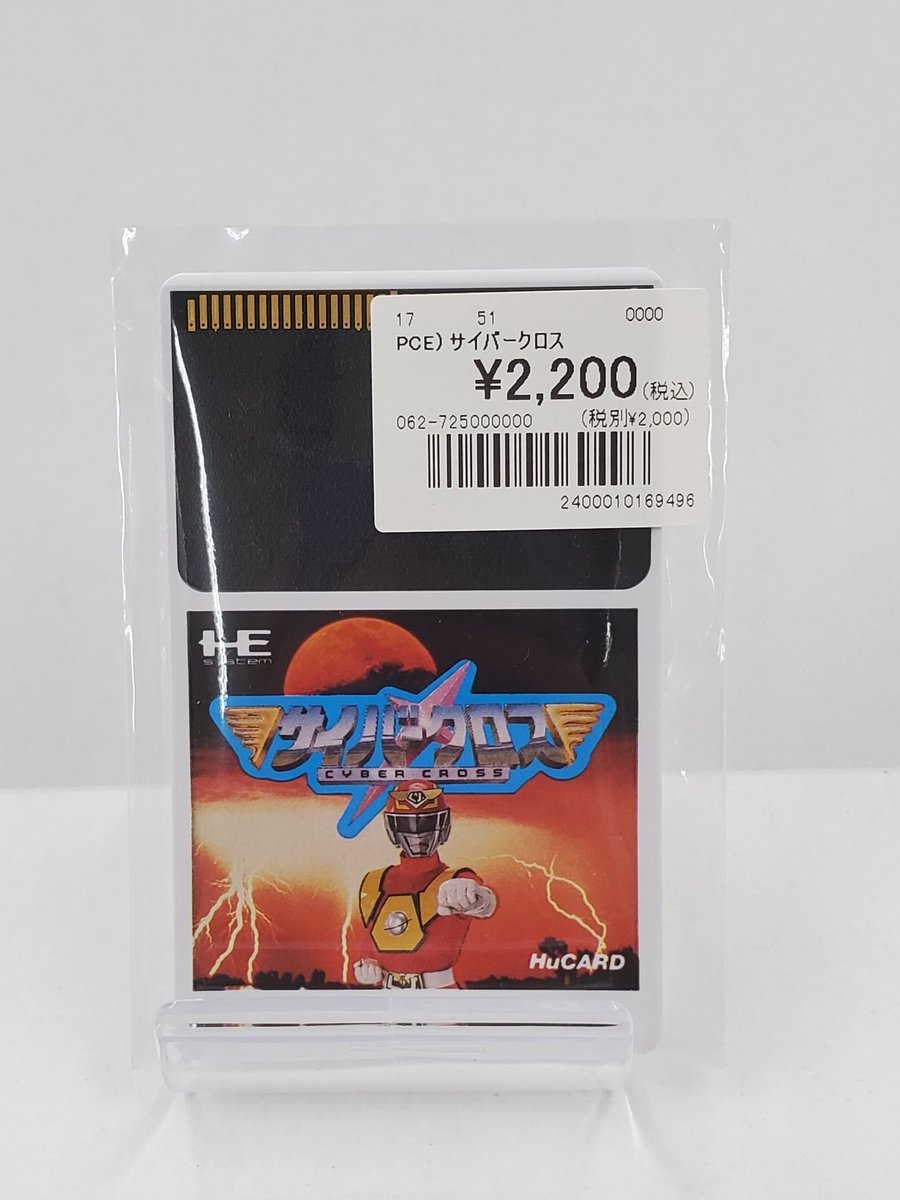 17 51 0000
PCE)サイバークロス
¥2,200(税込)
062-725000000 (税別¥2,000)
2400010169496
HE
system
サイバークロス
CYBER CROSS
HuCARD